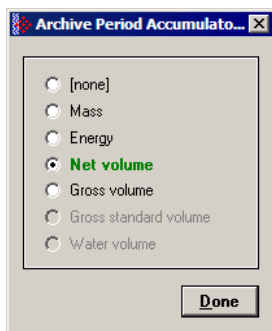 Archive Period Accumulato...
[none]
Mass
Energy
Net volume
Gross volume
Gross standard volume
Water volume
Done